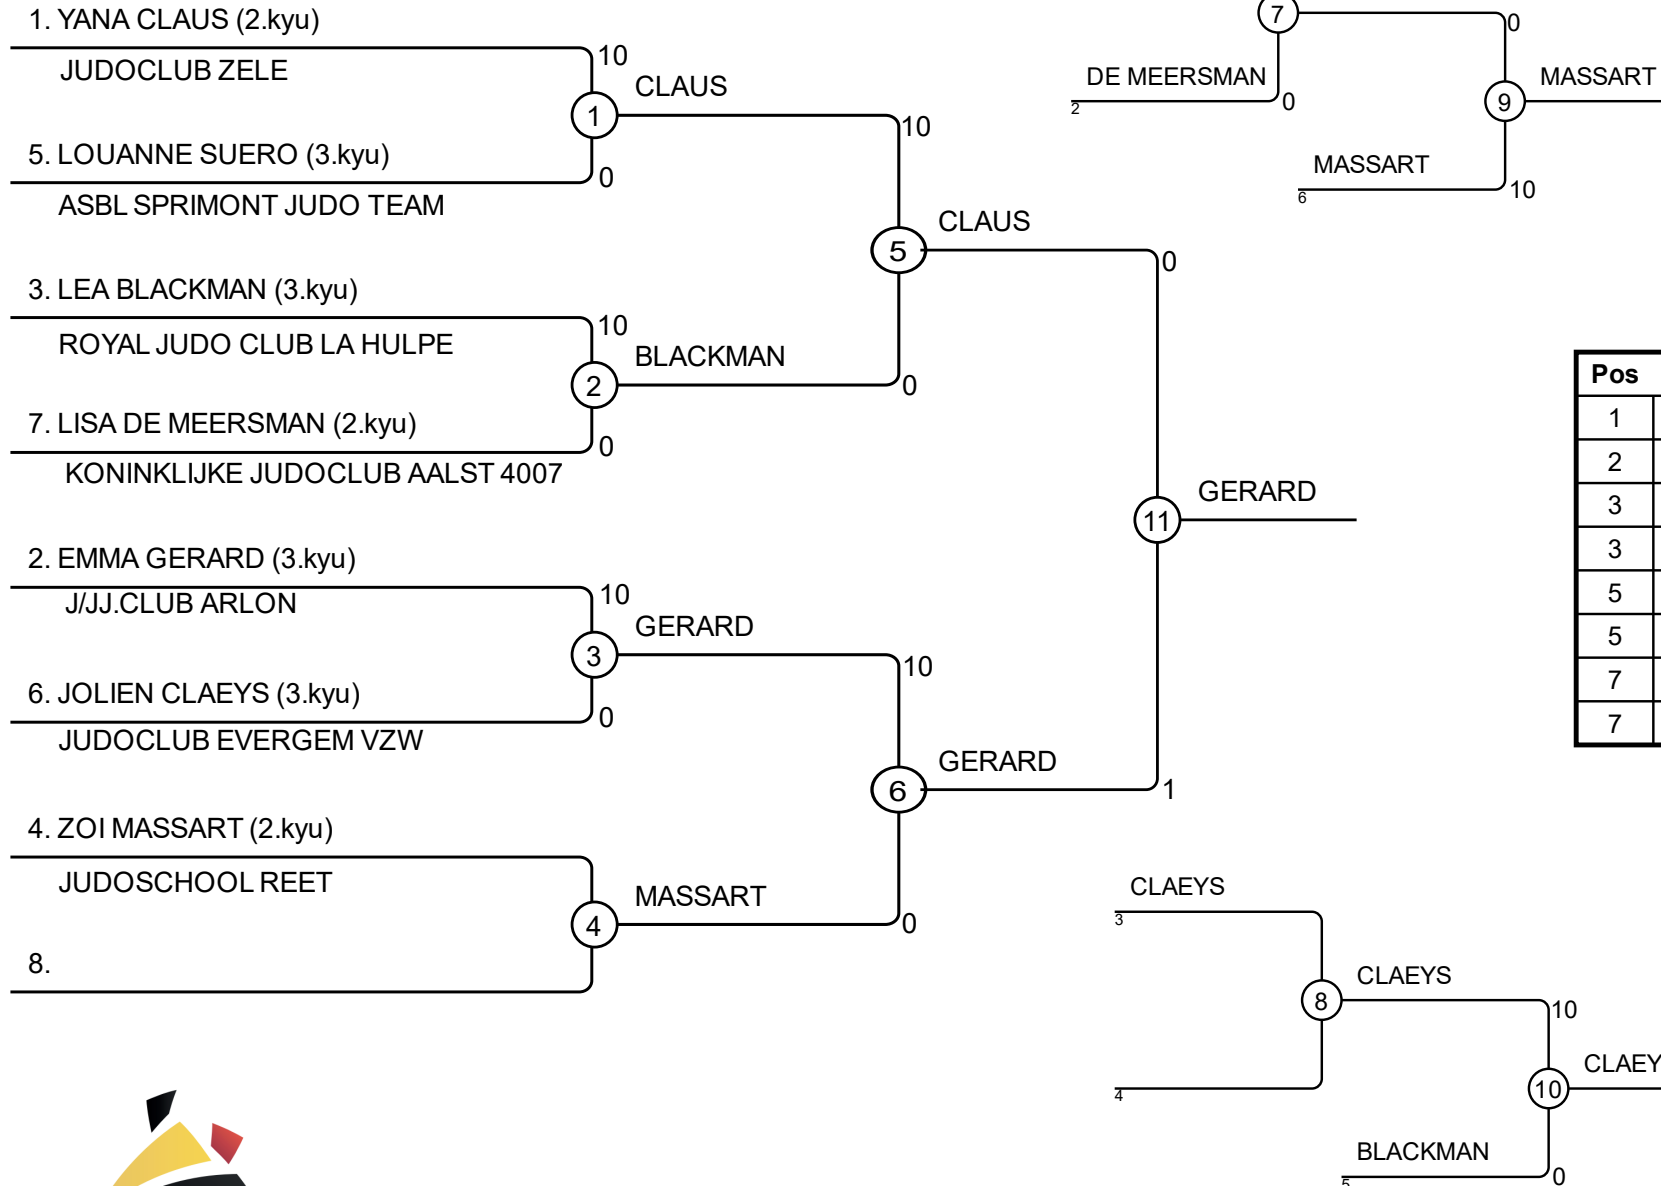 1. YANA CLAUS (2.kyu)
JUDOCLUB ZELE
10
1
CLAUS
5. LOUANNE SUERO (3.kyu)
0
ASBL SPRIMONT JUDO TEAM
10
5
CLAUS
3. LEA BLACKMAN (3.kyu)
ROYAL JUDO CLUB LA HULPE
10
2
BLACKMAN
0
7. LISA DE MEERSMAN (2.kyu)
0
KONINKLIJKE JUDOCLUB AALST 4007
0
11
GERARD
2. EMMA GERARD (3.kyu)
J/JJ.CLUB ARLON
10
3
GERARD
6. JOLIEN CLAEYS (3.kyu)
0
JUDOCLUB EVERGEM VZW
10
6
GERARD
1
4. ZOI MASSART (2.kyu)
JUDOSCHOOL REET
4
MASSART
0
8.
7
0
DE MEERSMAN
2
0
9
MASSART
MASSART
6
10
Pos
1
2
3
3
5
5
7
7
CLAEYS
3
8
CLAEYS
10
4
10
CLAEY
BLACKMAN
5
0